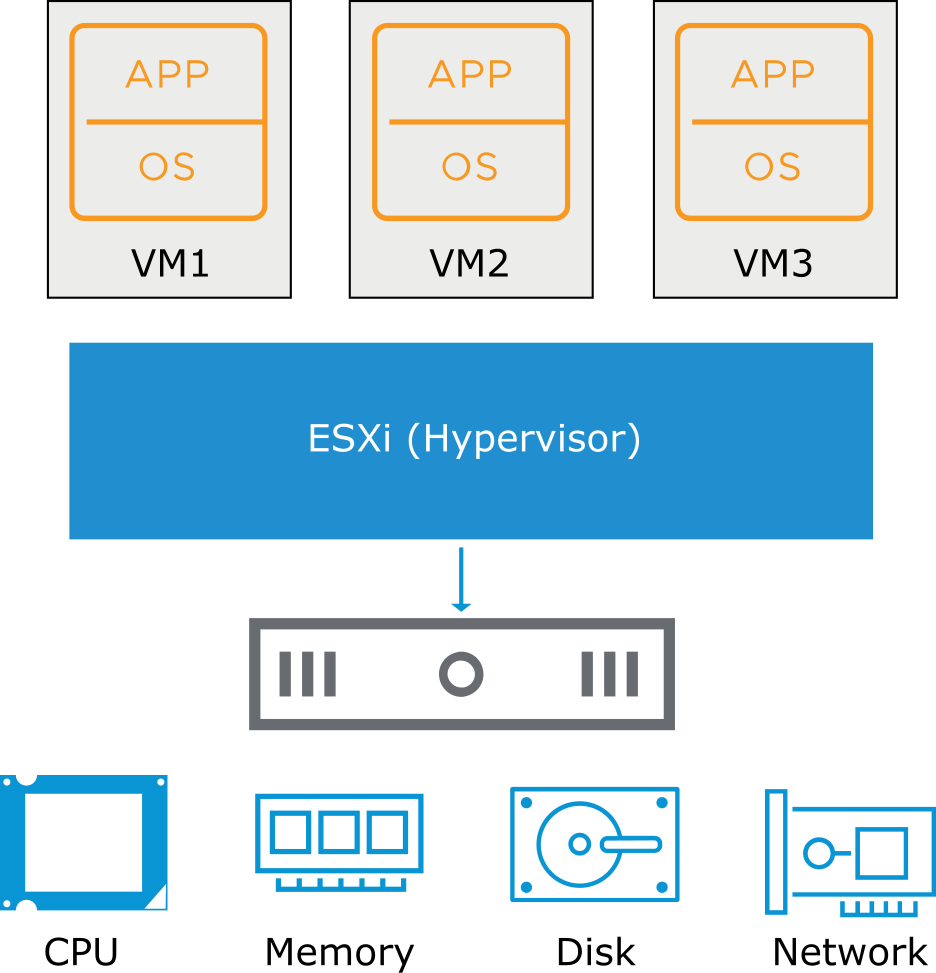 APP APP APP
OS OS OS
VM1 VM2 VM3
ESXi (Hypervisor)
CPU Memory Disk Network